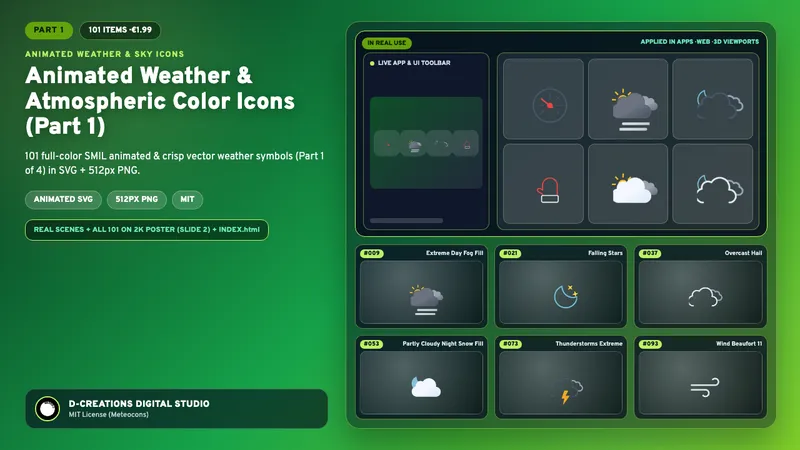 PART 1
101 ITEMS · €1.99
ANIMATED WEATHER & SKY ICONS
Animated Weather &
Atmospheric Color Icons
(Part 1)
101 full-color SMIL animated & crisp vector weather symbols (Part 1
of 4) in SVG + 512px PNG.
ANIMATED SVG
512PX PNG
MIT
REAL SCENES + ALL 101 ON 2K POSTER (SLIDE 2) + INDEX.html
D-CREATIONS DIGITAL STUDIO
MIT License (Meteocons)
IN REAL USE
APPLIED IN APPS · WEB · 3D VIEWPORTS
LIVE APP & UI TOOLBAR
#009
Extreme Day Fog Fill
#021
Falling Stars
#037
Overcast Hail
#053
Partly Cloudy Night Snow Fill
#073
Thunderstorms Extreme
#093
Wind Beaufort 11